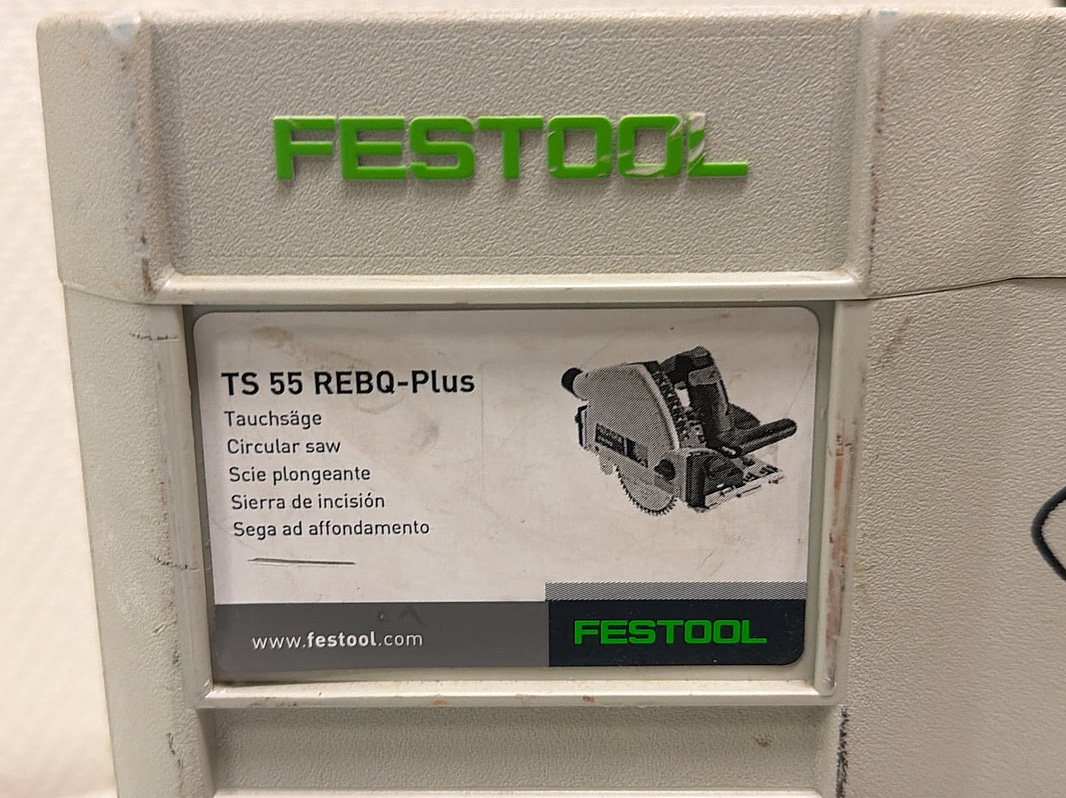 FESTOOL
TS 55 REBQ-Plus
Tauchsäge
Circular saw
Scie plongeante
Sierra de incisión
Sega ad affondamento
www.festool.com
FESTOOL